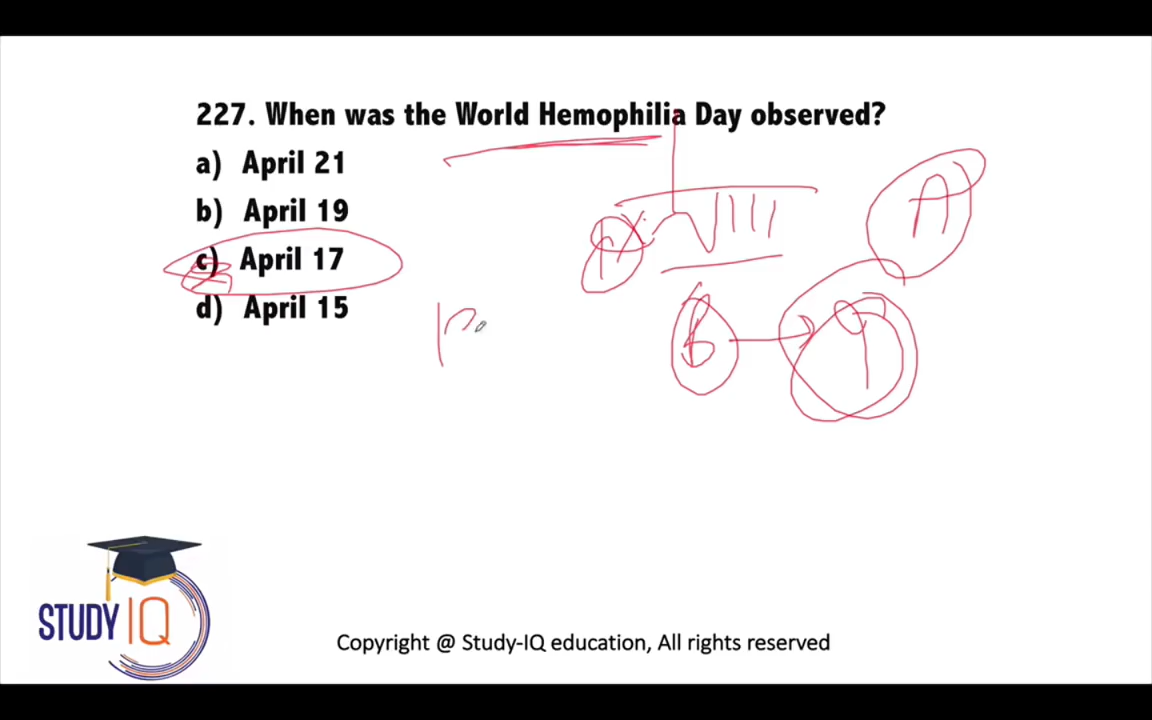 227. When was the World Hemophilia Day observed?
a) April 21
b) April 19
c) April 17
d) April 15
IX VIII A
B
STUDY IQ
Copyright @ Study-IQ education, All rights reserved